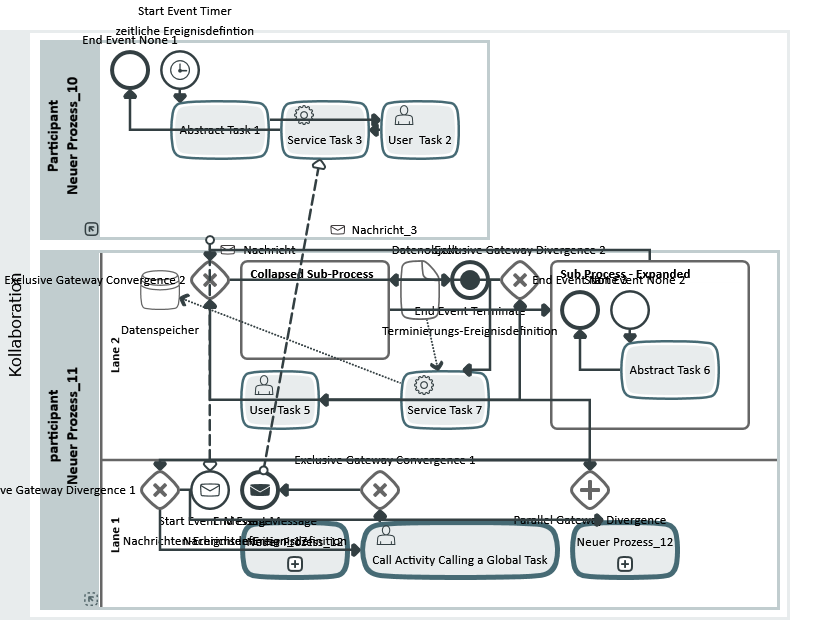 Start Event Timer
zeitliche Ereignisdefintion
End Event None 1
Participant
Neuer Prozess_10
Abstract Task 1
Service Task 3
User  Task 2
Nachricht_3
Nachricht
Datenobjekt
Exclusive Gateway Divergence 2
Kollaboration
participant
Neuer Prozess_11
Lane 2
Exclusive Gateway Convergence 2
Collapsed Sub-Process
Sub Process - Expanded
End Event None 3
Start Event None 2
End Event Terminate
Terminierungs-Ereignisdefinition
Datenspeicher
Abstract Task 6
User Task 5
Service Task 7
Lane 1
Exclusive Gateway Convergence 1
ve Gateway Divergence 1
Start Event Message
End Event Message
Parallel Gateway Divergence
Nachrichten-Ereignisdefinition
Nachrichten-Ereignisdefinition
Neuer Prozess_12
Neuer Prozess_12
Call Activity Calling a Global Task